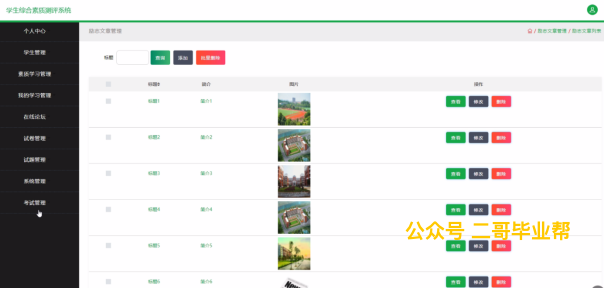 学生综合素质测评系统
个人中心
学生管理
素质学习管理
我的学习管理
在线论坛
试卷管理
试题管理
系统管理
考试管理
励志文章管理
励志文章管理 / 励志文章列表
标题
查询 添加 批量删除
标题 简介 图片 操作
标题1 简介1 查看 修改 删除
标题2 简介2 查看 修改 删除
标题3 简介3 查看 修改 删除
标题4 简介4 查看 修改 删除
公众号 二哥毕业帮
标题5 简介5 查看 修改 删除
标题6 简介6 查看 修改 删除